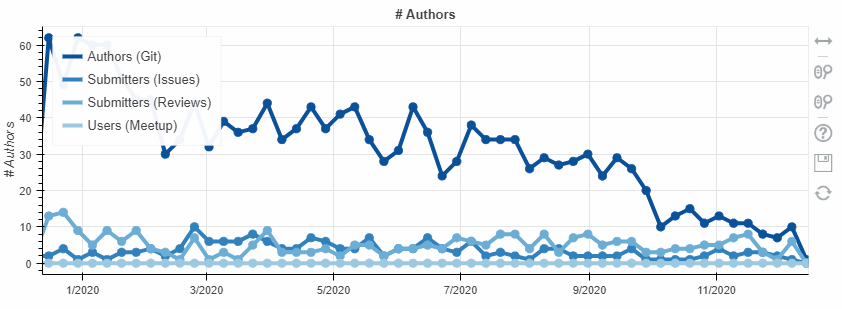 # Authors
60
50
40
30
20
10
0
# Authors
Authors (Git)
Submitters (Issues)
Submitters (Reviews)
Users (Meetup)
1/2020
3/2020
5/2020
7/2020
9/2020
11/2020